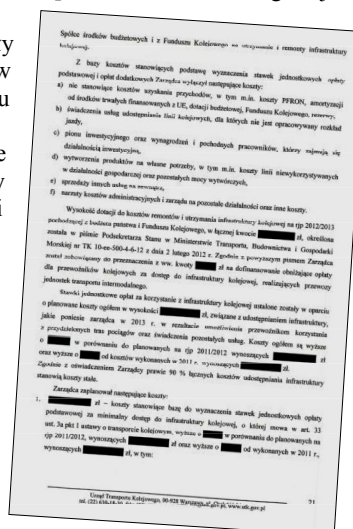 ty
w
u
e
y
i
Spółce środków budżetowych i z Funduszu Kolejowego na utrzymanie i remonty infrastruktury
kolejowej.
Z bazy kosztów stanowiących podstawę wyznaczenia stawek jednostkowych opłaty
podstawowej i opłat dodatkowych Zarządca wyłączył następujące koszty:
a) nie stanowiące kosztów uzyskania przychodów, w tym m.in. koszty PFRON, amortyzacji
od środków trwałych finansowanych z UE, dotacji budżetowej, Funduszu Kolejowego, rezerwy,
b) świadczenia usług udostępniania linii kolejowych, dla których nie jest opracowywany rozkład
jazdy,
c) pionu inwestycyjnego oraz wynagrodzeń i pochodnych pracowników, którzy zajmują się
działalnością inwestycyjną,
d) wytworzenia produktów na własne potrzeby, w tym m.in. koszty linii niewykorzystywanych
w działalności gospodarczej oraz pozostałych mocy wytwórczych,
e) sprzedaży innych usług na zewnątrz,
f) narzuty kosztów administracyjnych i zarządu na pozostałe działalności oraz inne koszty.
Wysokość dotacji do kosztów remontów i utrzymania infrastruktury kolejowej na rjp 2012/2013
pochodzącej z budżetu państwa i Funduszu Kolejowego, w łącznej kwocie zł, określona
została w piśmie Podsekretarza Stanu w Ministerstwie Transportu, Budownictwa i Gospodarki
Morskiej nr TK 10-ee-500-4-6-12 z dnia 2 lutego 2012 r. Zgodnie z powyższym pismem Zarządca
został zobowiązany do przeznaczenia z ww. kwoty zł na dofinansowanie obniżające opłaty
dla przewoźników kolejowych za dostęp do infrastruktury kolejowej, realizujących przewozy
jednostek transportu intermodalnego.
Stawki jednostkowe opłat za korzystanie z infrastruktury kolejowej ustalone zostały w oparciu
o planowane koszty ogółem w wysokości zł, związane z udostępnianiem infrastruktury,
jakie poniesie zarządca w 2013 r. w rezultacie umożliwienia przewoźnikom korzystania
z przydzielonych tras pociągów oraz świadczenia pozostałych usług. Koszty ogółem są wyższe
o w porównaniu do planowanych na rjp 2011/2012 wynoszących zł
oraz wyższe o od kosztów wykonanych w 2011 r. wynoszących zł.
Zgodnie z oświadczeniem Zarządcy prawie 90 % łącznych kosztów udostępniania infrastruktury
stanowią koszty stałe.
Zarządca zaplanował następujące koszty:
1. zł – koszty stanowiące bazę do wyznaczenia stawek jednostkowych opłaty
podstawowej za minimalny dostęp do infrastruktury kolejowej, o której mowa w art. 33
ust. 3a pkt 1 ustawy o transporcie kolejowym, wyższe o w porównaniu do planowanych na
rjp 2011/2012, wynoszących zł oraz wyższe o od wykonanych w 2011 r.,
wynoszących zł, w tym:
Urząd Transportu Kolejowego, 00-928 Warszawa,
21